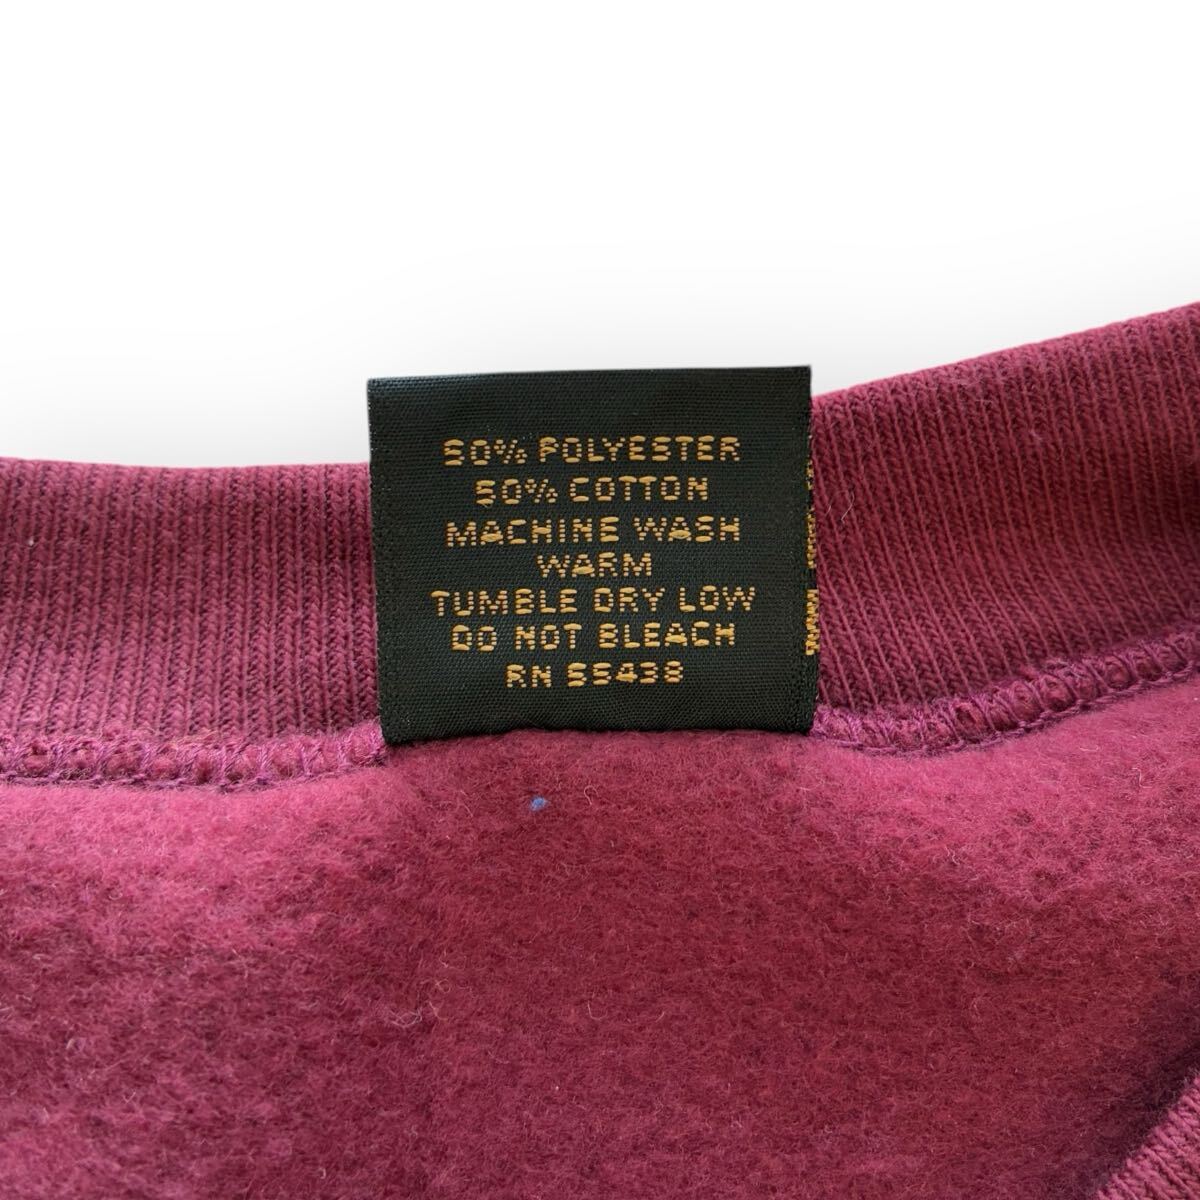 50% POLYESTER
50% COTTON
MACHINE WASH
WARM
TUMBLE DRY LOW
DO NOT BLEACH
RN 55438